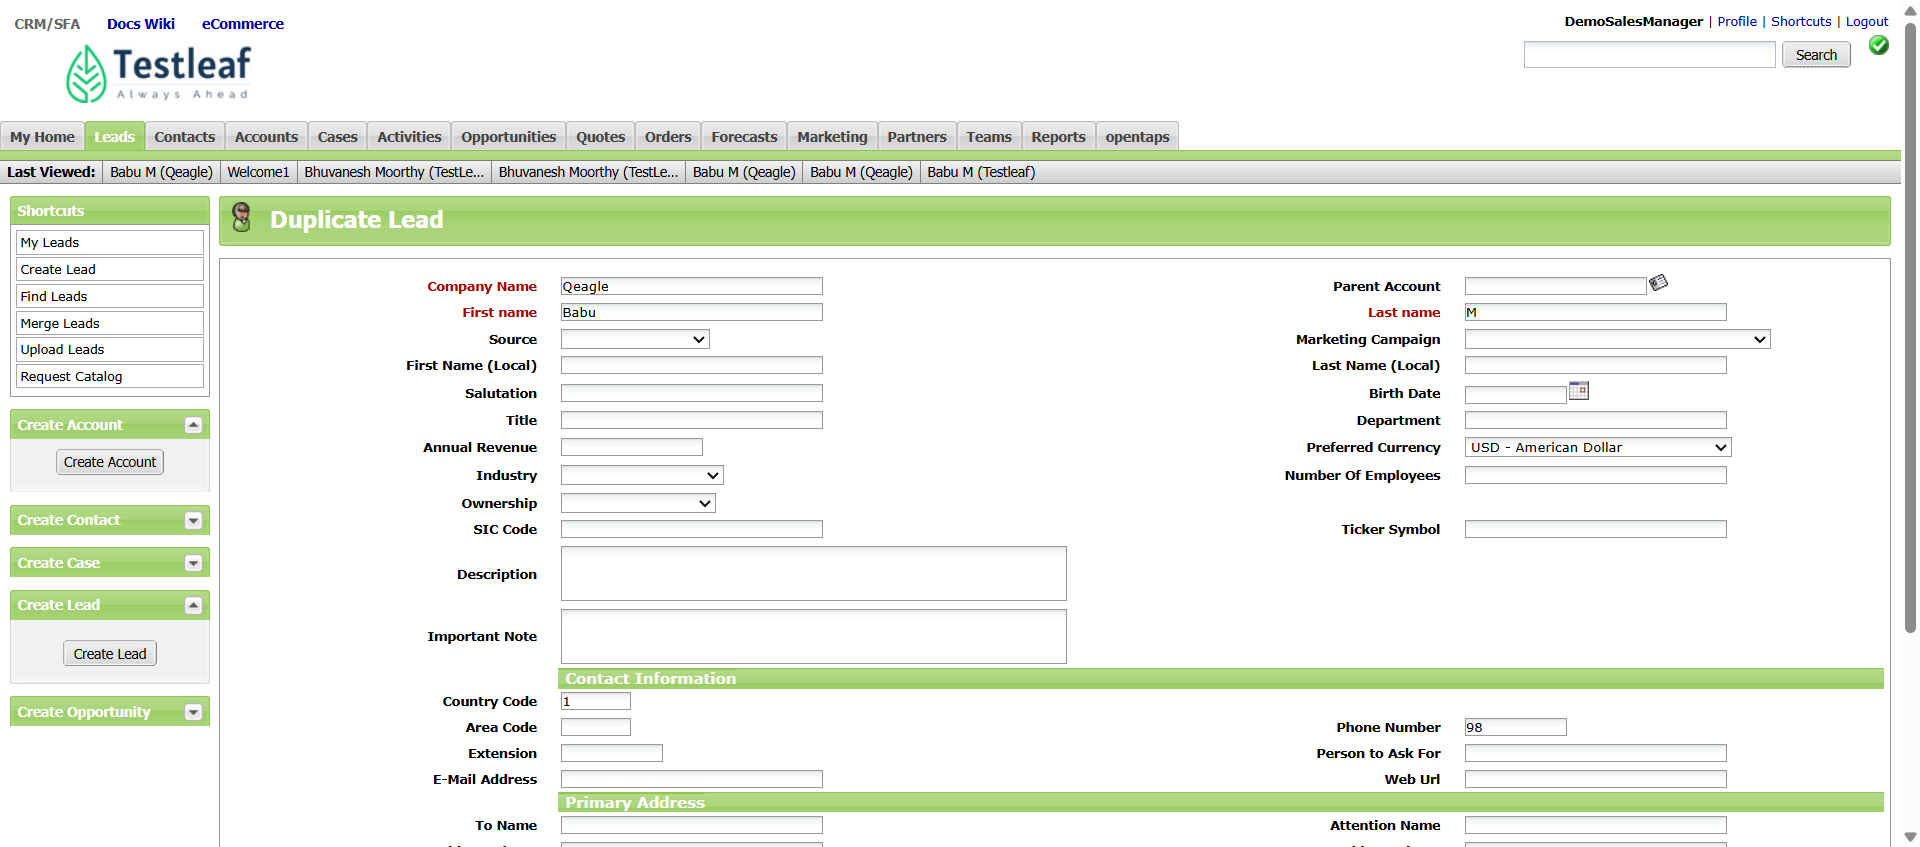 CRM/SFA Docs Wiki eCommerce
DemoSalesManager | Profile | Shortcuts | Logout
Testleaf
Always Ahead
Search
My Home Leads Contacts Accounts Cases Activities Opportunities Quotes Orders Forecasts Marketing Partners Teams Reports opentaps
Last Viewed: Babu M (Qeagle) Welcome1 Bhuvanesh Moorthy (TestLe... Bhuvanesh Moorthy (TestLe... Babu M (Qeagle) Babu M (Qeagle) Babu M (Testleaf)
Shortcuts
My Leads
Create Lead
Find Leads
Merge Leads
Upload Leads
Request Catalog
Create Account
Create Account
Create Contact
Create Case
Create Lead
Create Lead
Create Opportunity
Duplicate Lead
Company Name Qeagle Parent Account
First name Babu Last name M
Source Marketing Campaign
First Name (Local) Last Name (Local)
Salutation Birth Date
Title Department
Annual Revenue Preferred Currency USD - American Dollar
Industry Number Of Employees
Ownership
SIC Code Ticker Symbol
Description
Important Note
Contact Information
Country Code 1
Area Code Phone Number 98
Extension Person to Ask For
E-Mail Address Web Url
Primary Address
To Name Attention Name